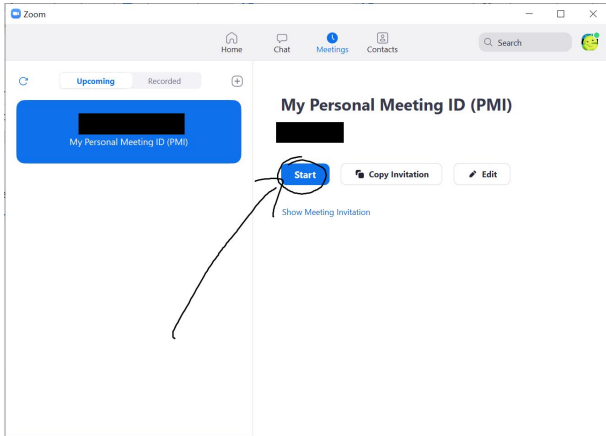 Zoom
Home
Chat
Meetings
Contacts
Search
Upcoming
Recorded
My Personal Meeting ID (PMI)
My Personal Meeting ID (PMI)
Start
Copy Invitation
Edit
Show Meeting Invitation